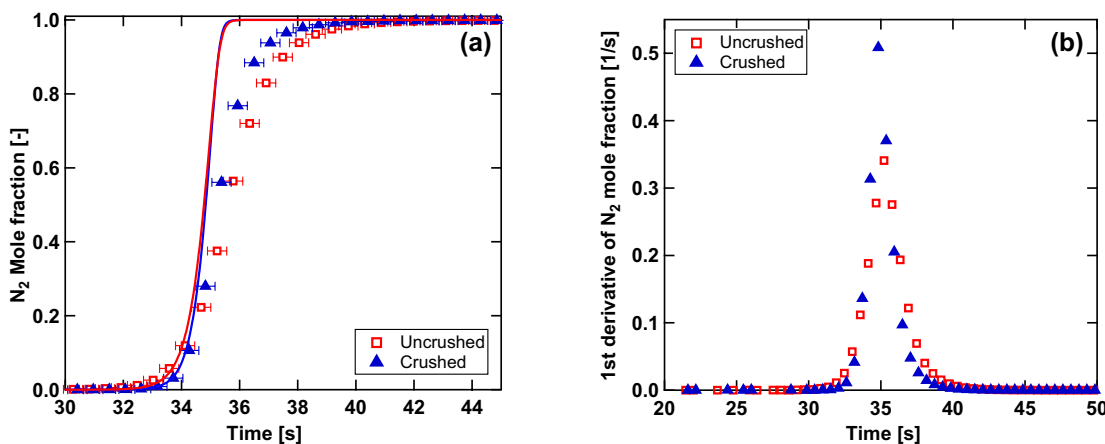 (a)
N2 Mole fraction [-]
1.0
0.8
0.6
0.4
0.2
0.0
Uncrushed
Crushed
30 32 34 36 38 40 42 44
Time [s]
(b)
1st derivative of N2 mole fraction [1/s]
Uncrushed
Crushed
0.5
0.4
0.3
0.2
0.1
0.0
20 25 30 35 40 45 50
Time [s]